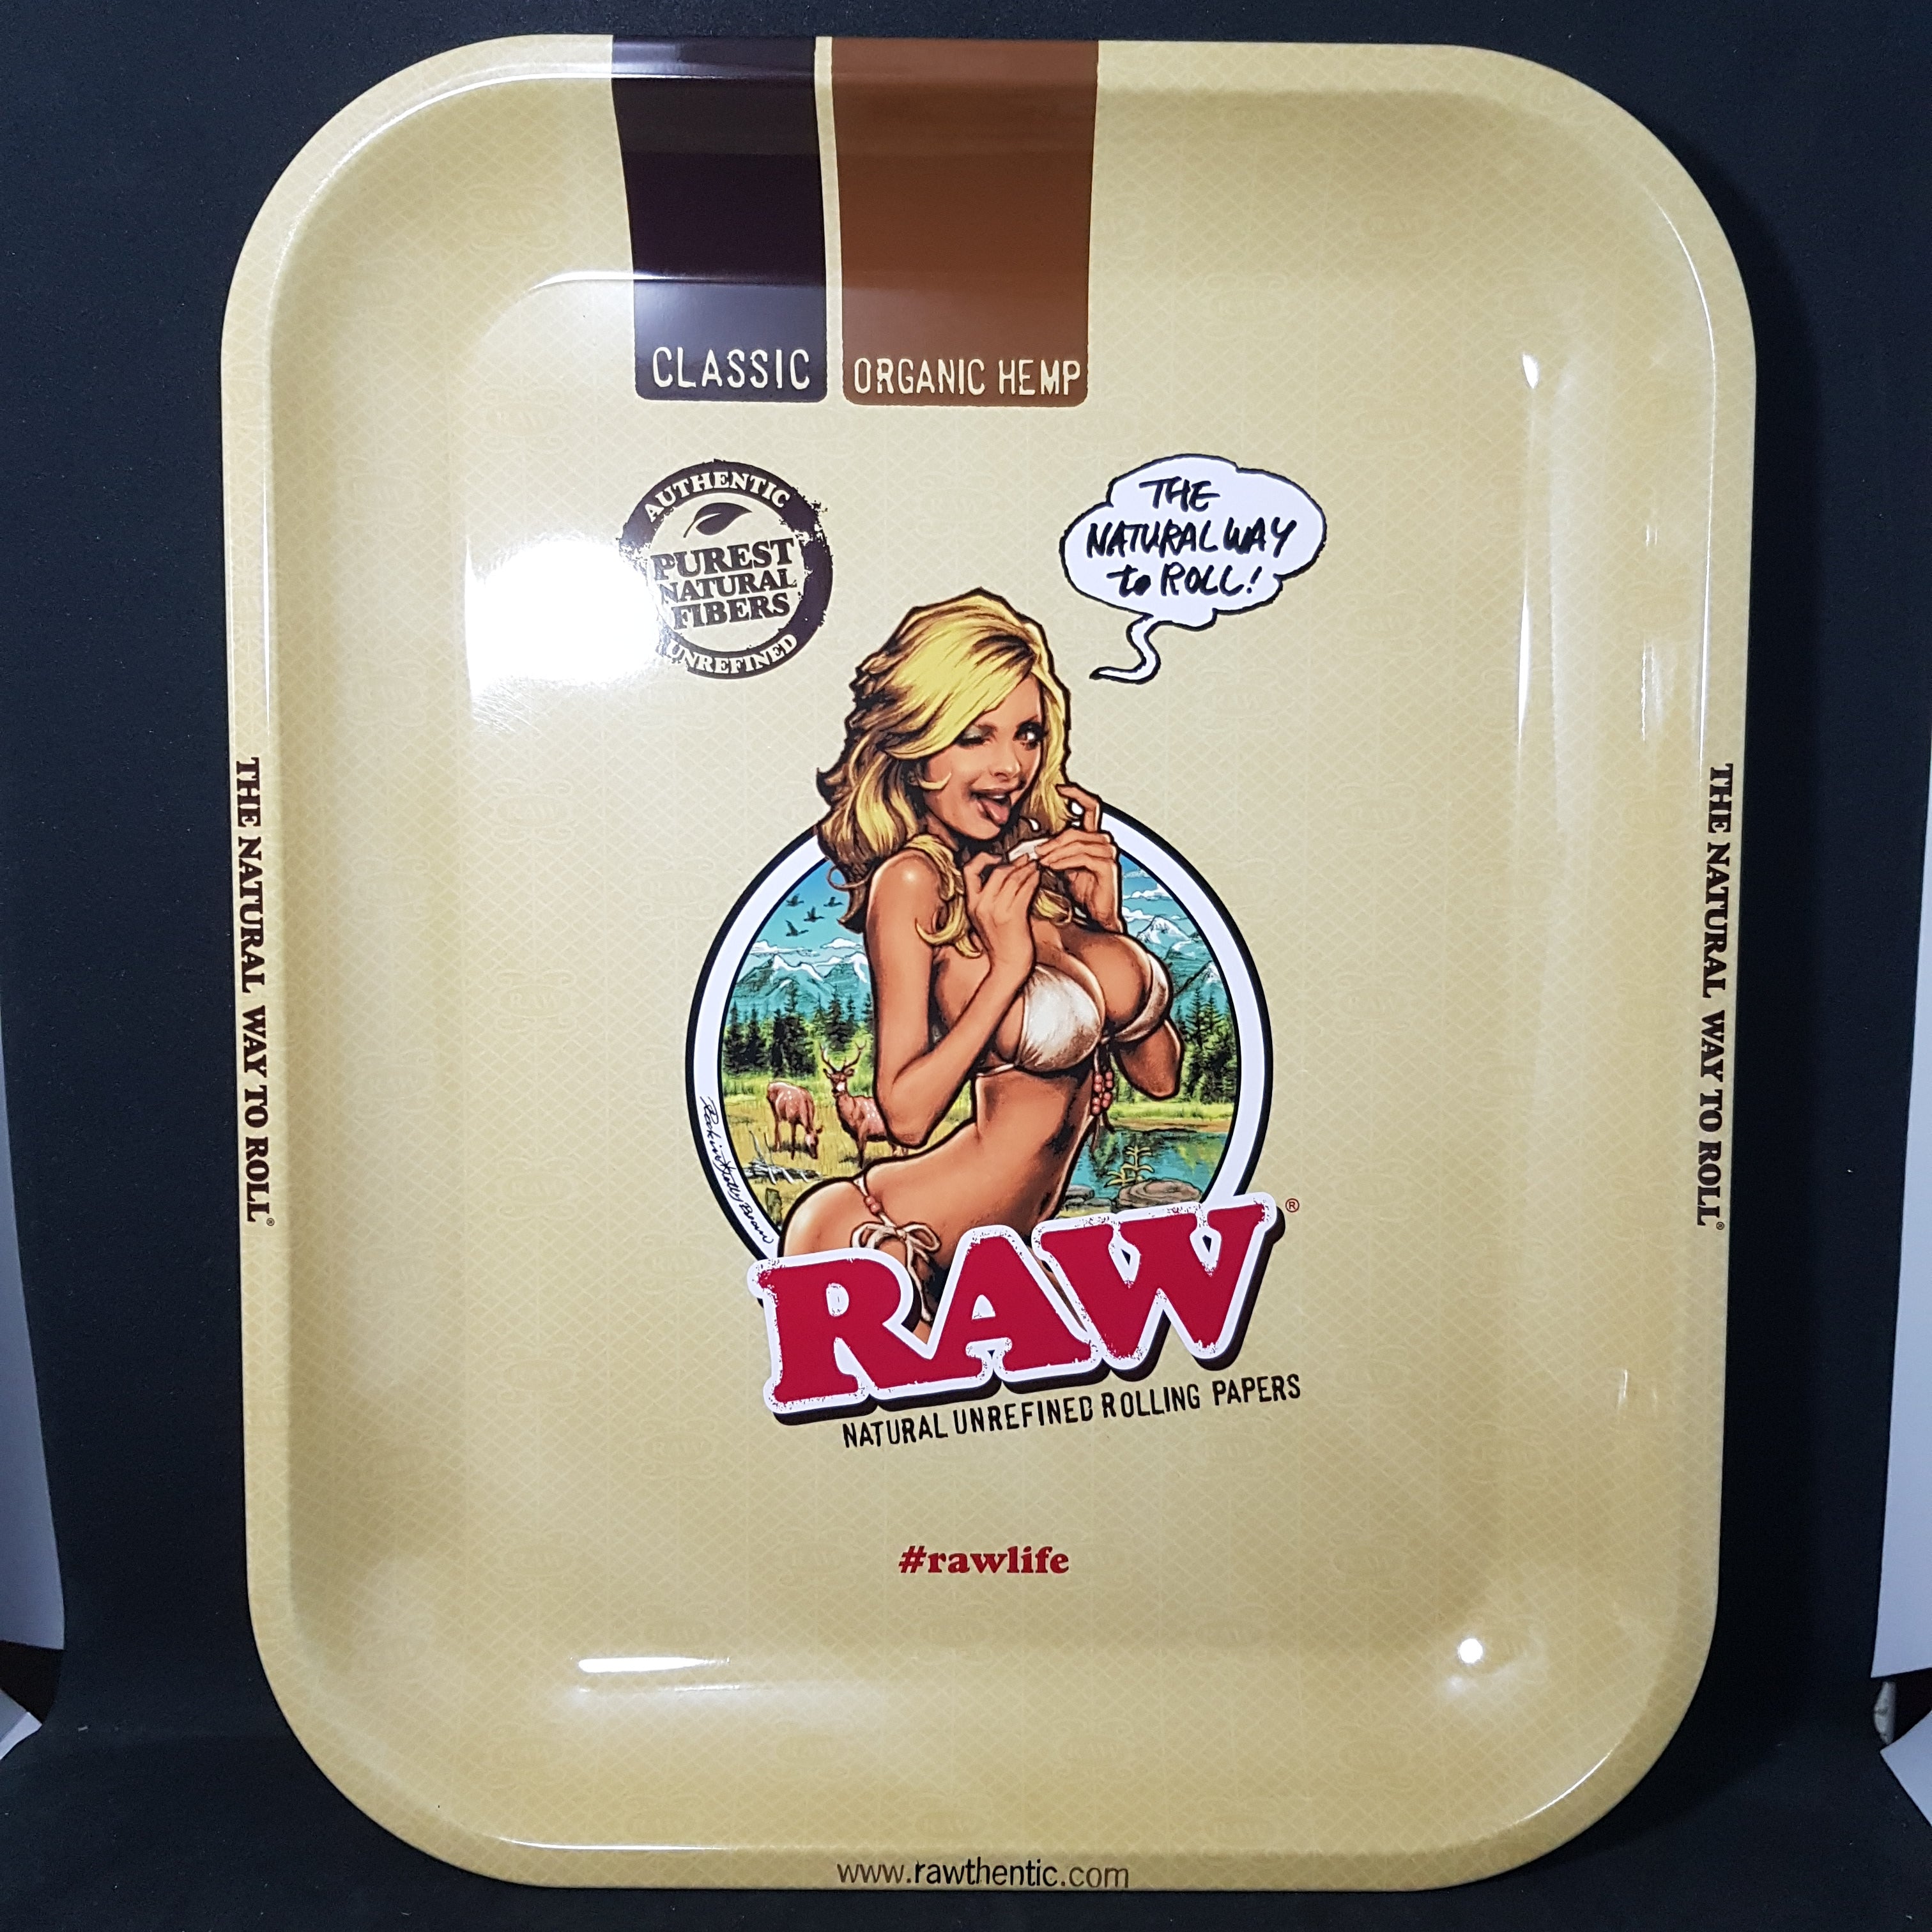 CLASSIC
ORGANIC HEMP
AUTHENTIC
PUREST
NATURAL
FIBERS
UNREFINED
THE
NATURAL WAY
to ROLL!
THE NATURAL WAY TO ROLL®
THE NATURAL WAY TO ROLL®
RAW®
NATURAL UNREFINED ROLLING PAPERS
#rawlife
www.rawthentic.com